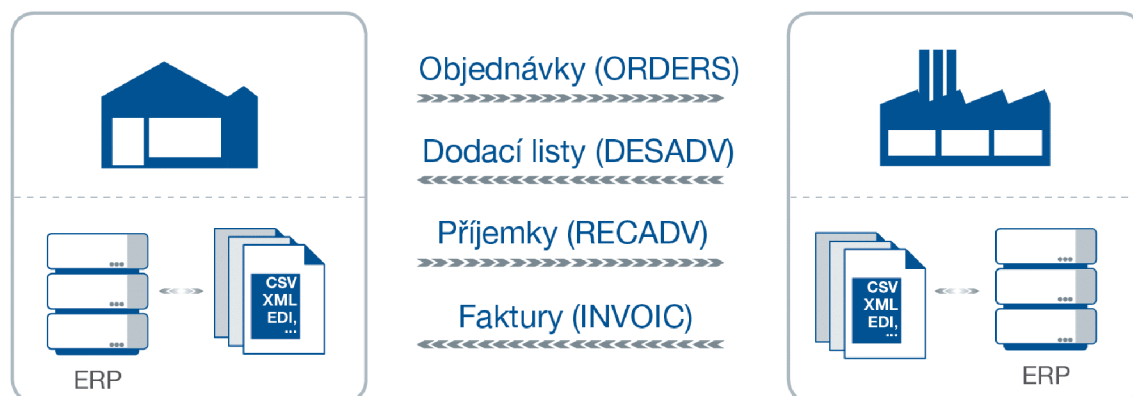 Objednávky (ORDERS)
Dodací listy (DESADV)
Příjemky (RECADV)
Faktury (INVOIC)
CSV
XML
EDI,
...
ERP
CSV
XML
EDI,
...
ERP